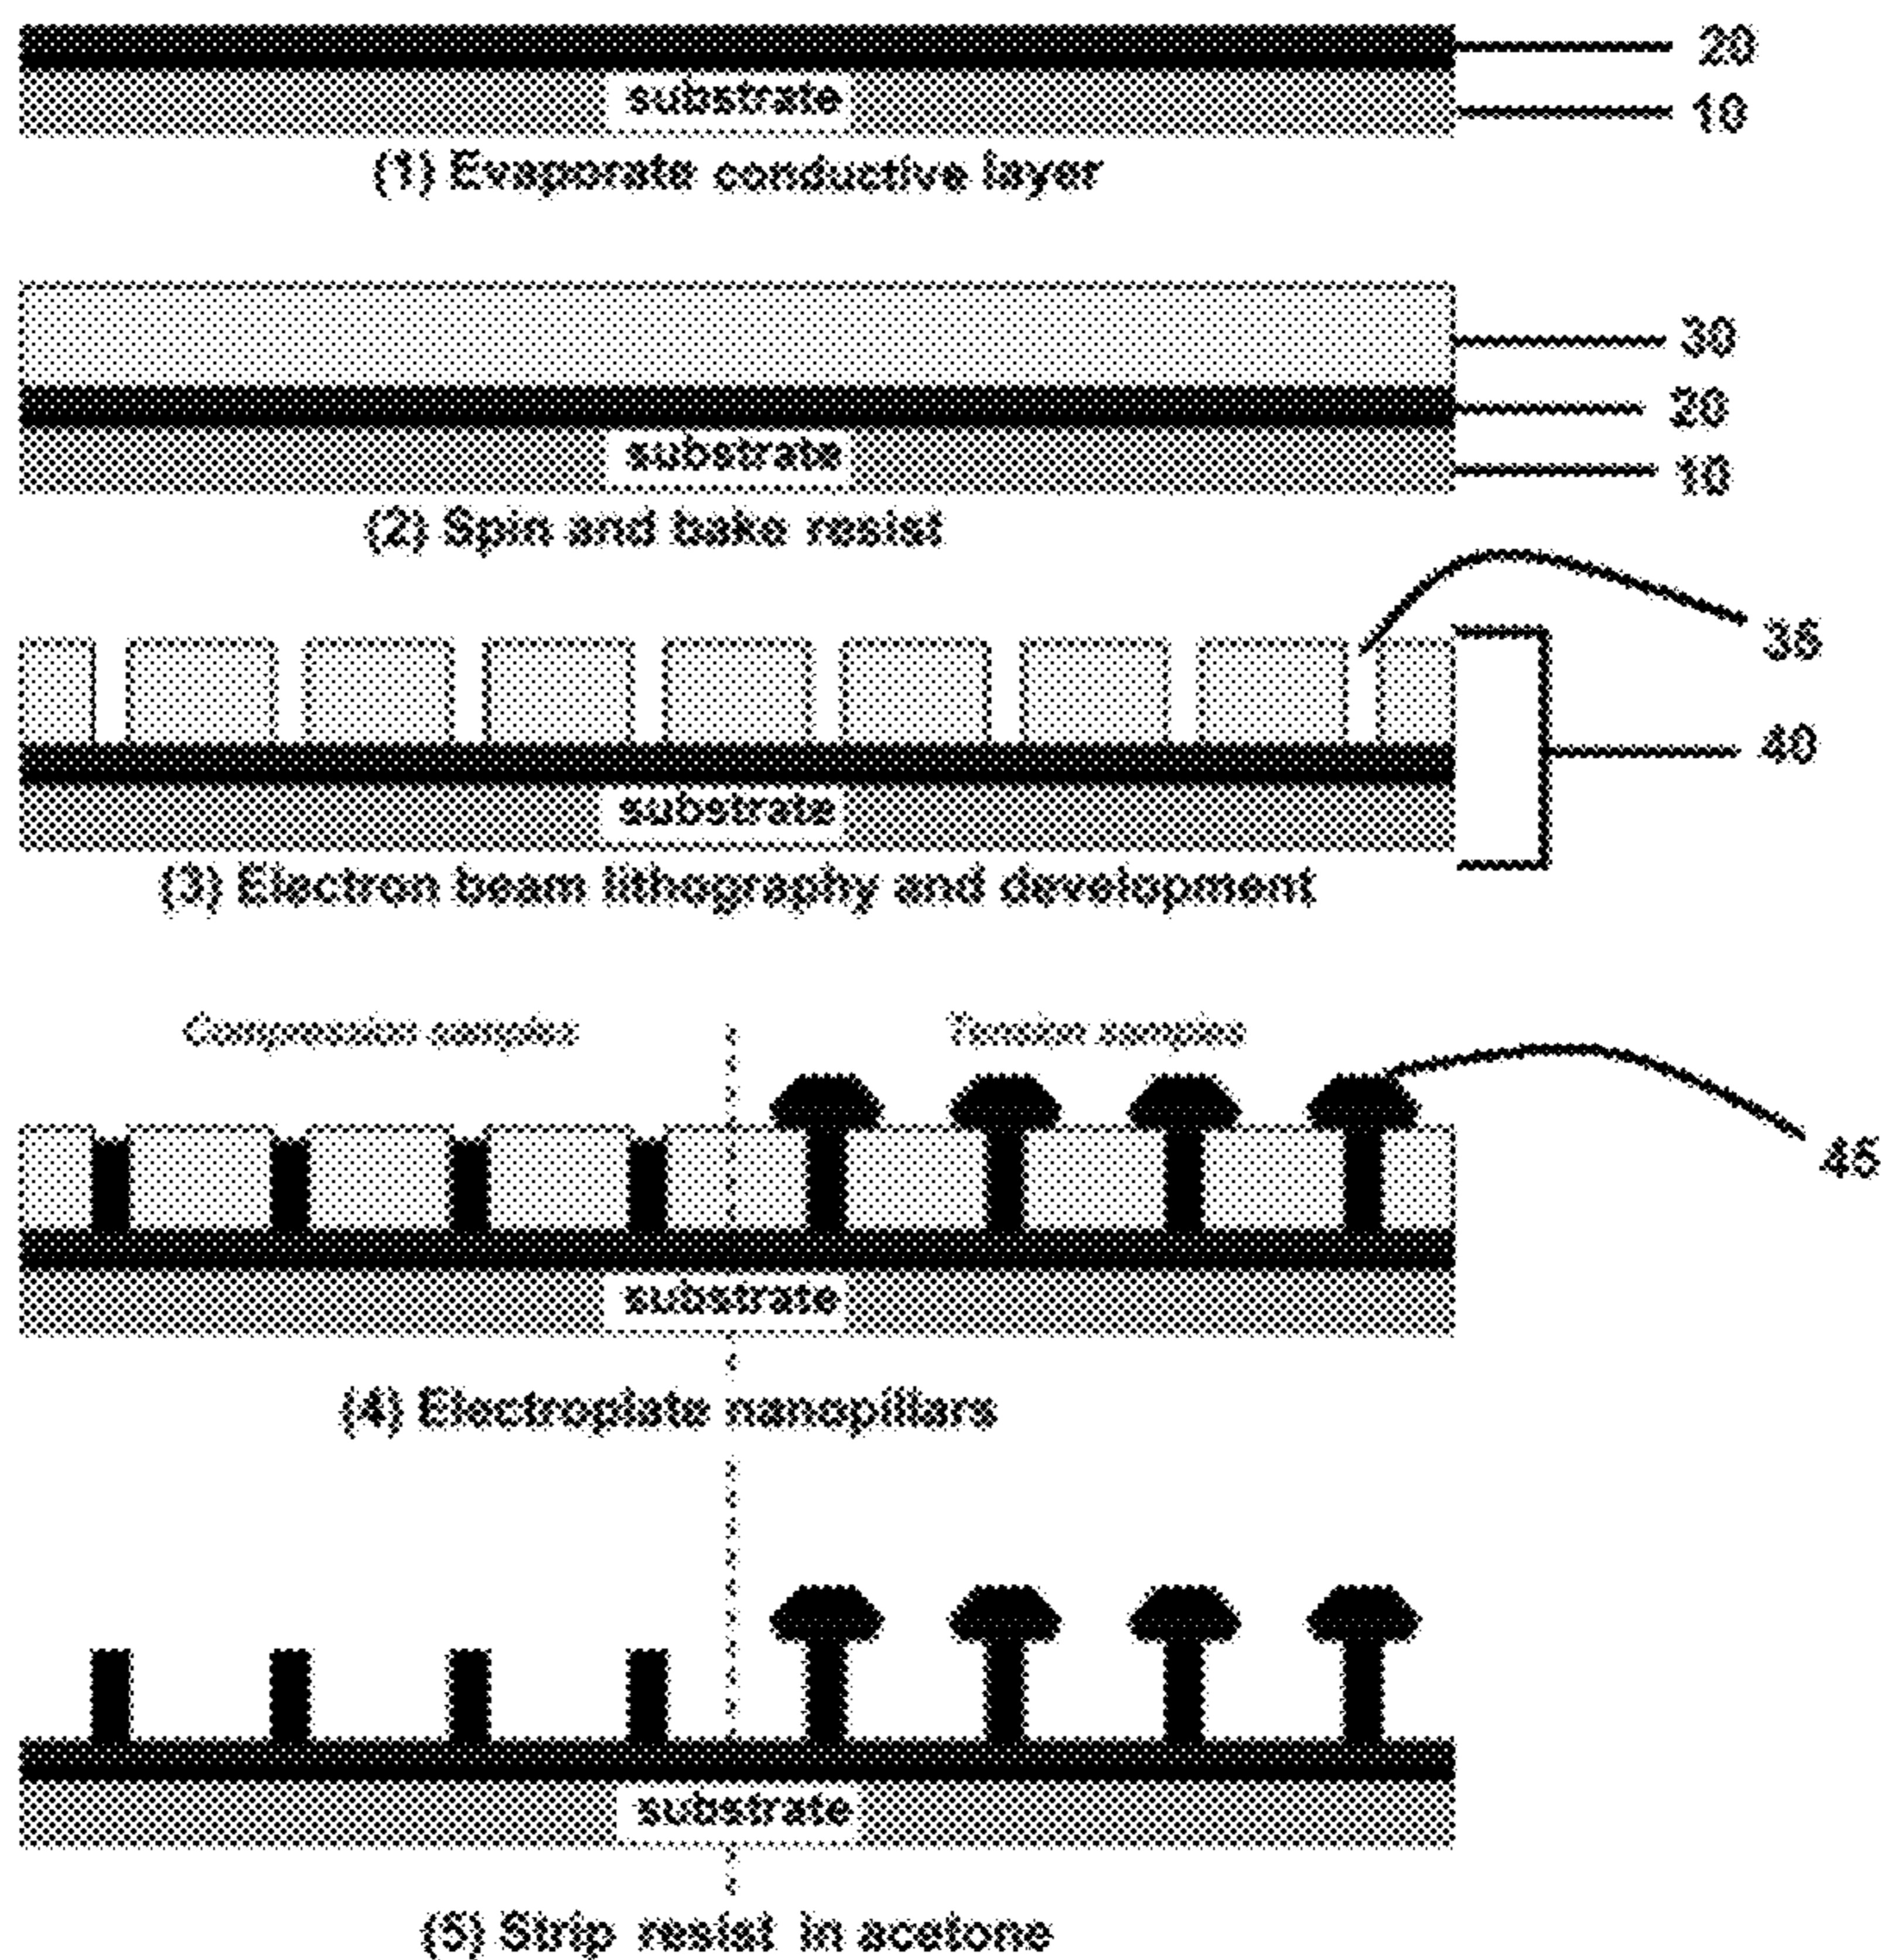 20
substrate
10
(1) Evaporate conductive layer
30
20
substrate
10
(2) Spin and bake resist
35
40
substrate
(3) Electron beam lithography and development
Compression samples
Tension samples
45
substrate
(4) Electroplate nanopillars
substrate
(5) Strip resist in acetone